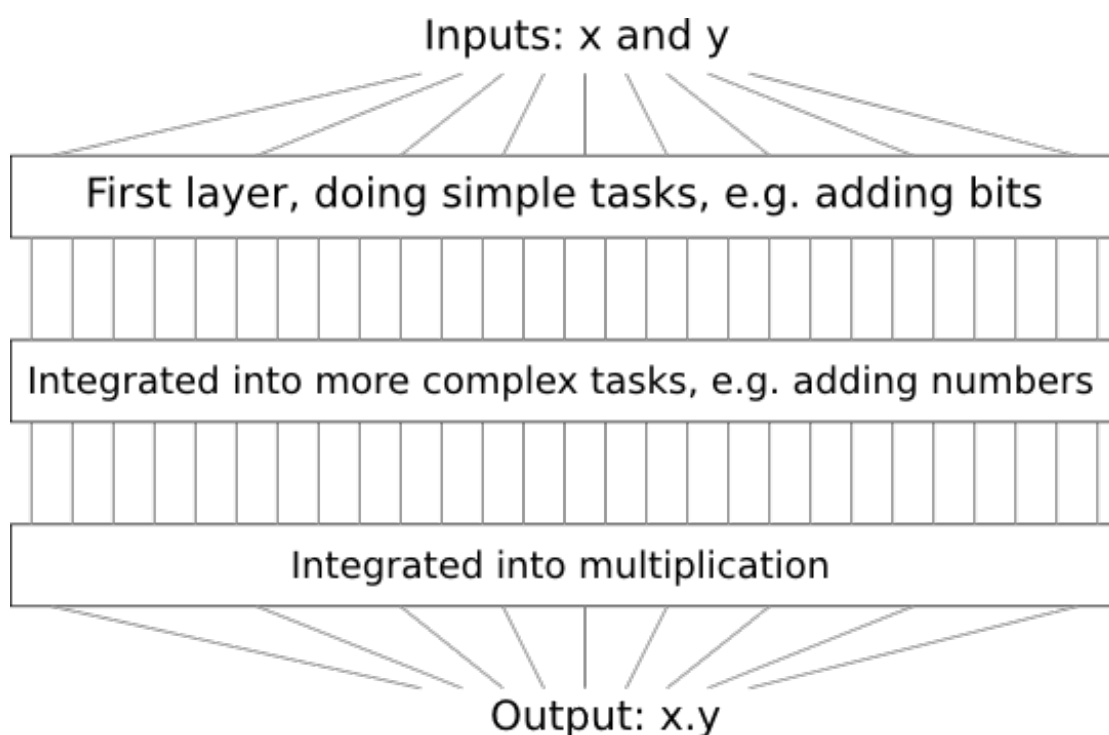 Inputs: x and y
First layer, doing simple tasks, e.g. adding bits
Integrated into more complex tasks, e.g. adding numbers
Integrated into multiplication
Output: x.y